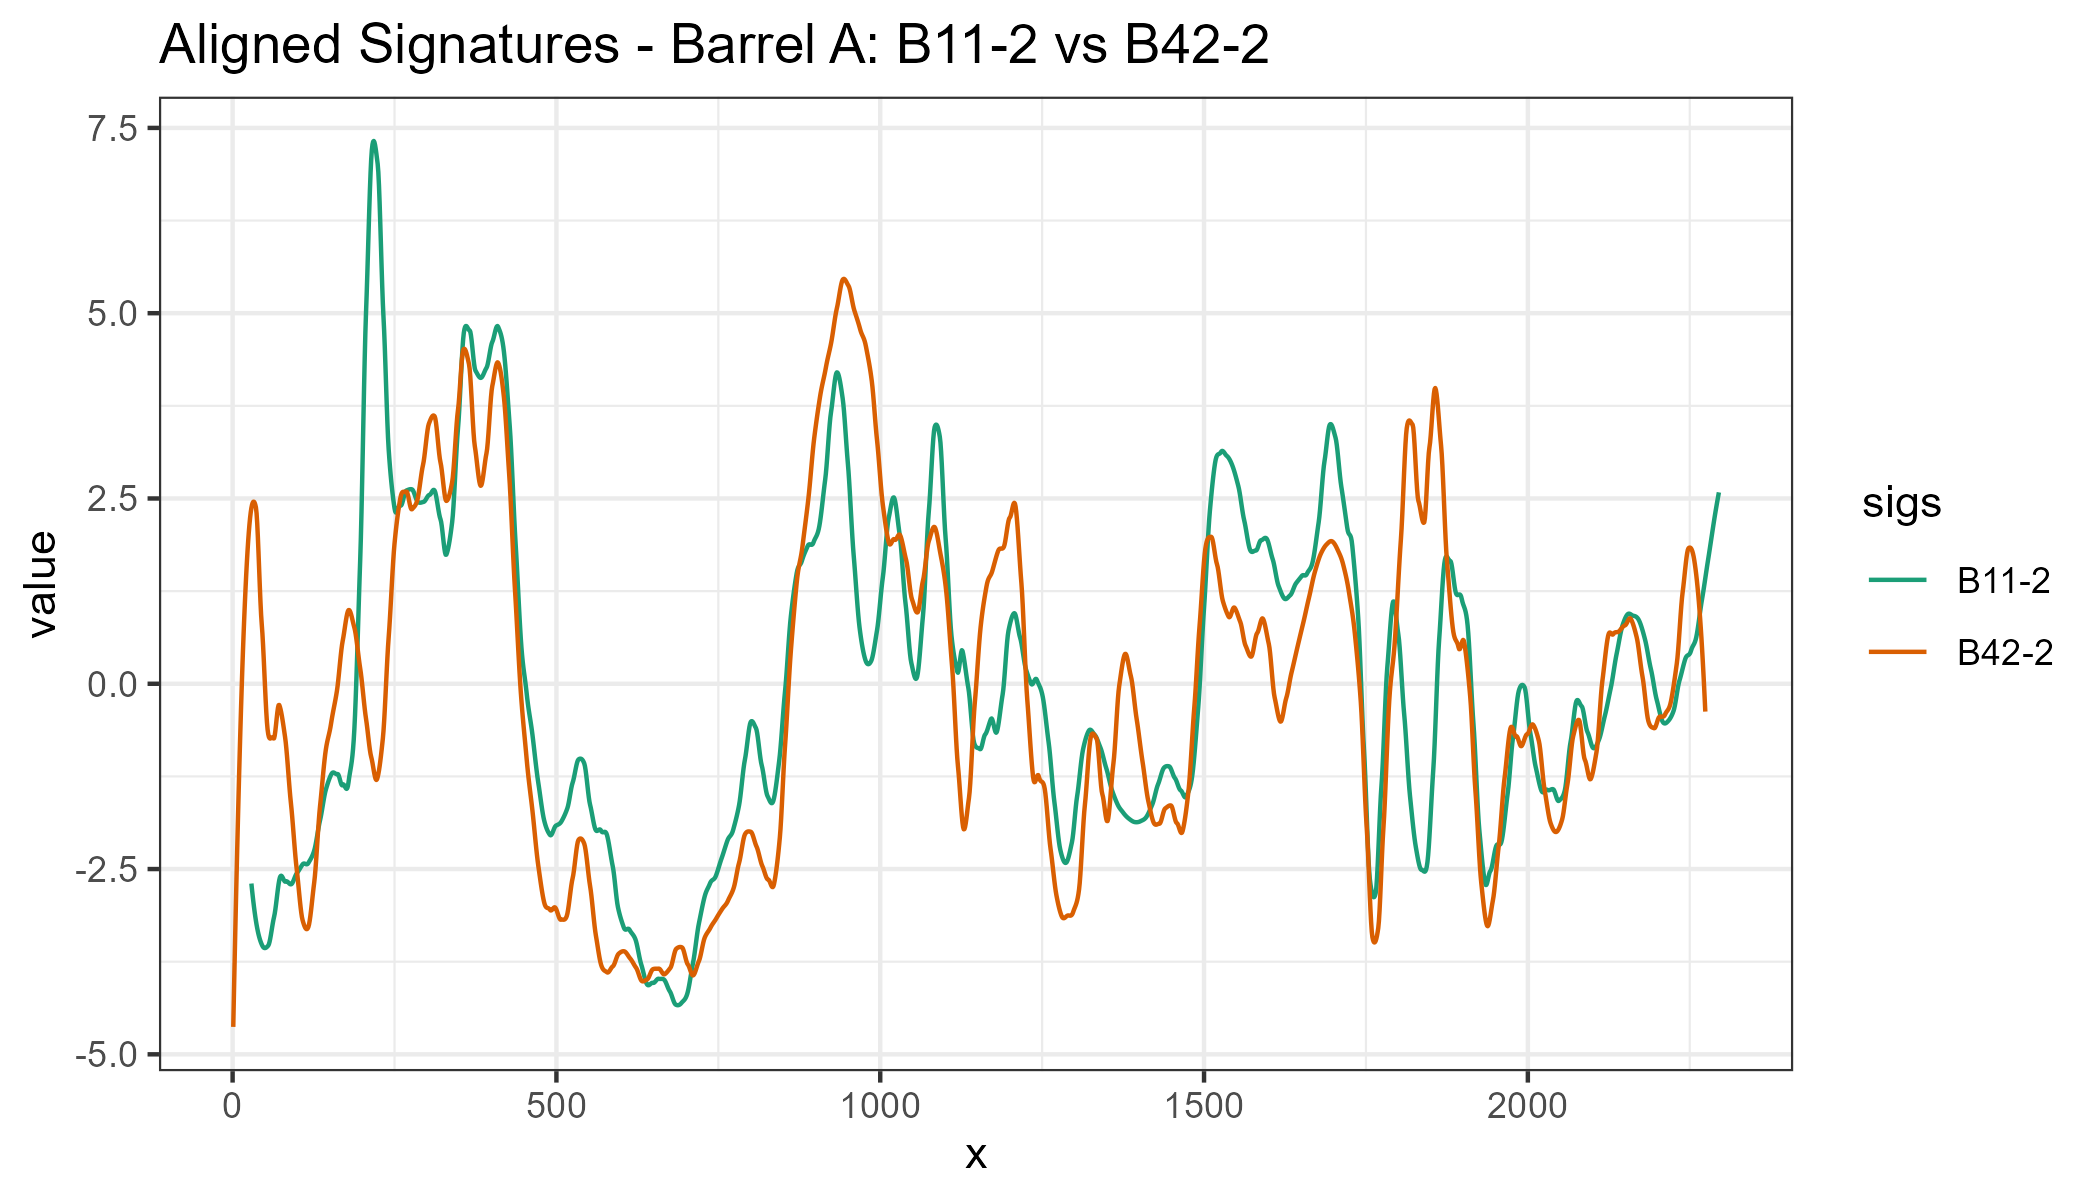 Aligned Signatures - Barrel A: B11-2 vs B42-2
7.5
5.0
2.5
0.0
-2.5
-5.0
value
0 500 1000 1500 2000
x
sigs
B11-2
B42-2